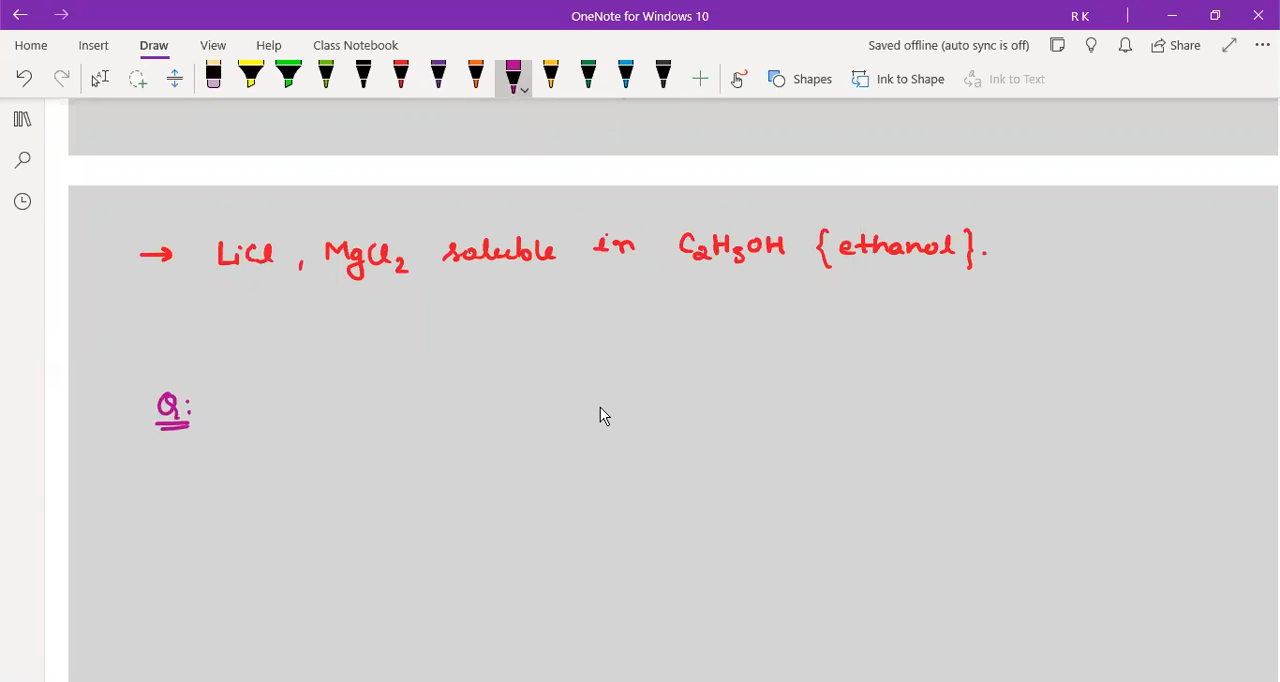 OneNote for Windows 10
R K
Home Insert Draw View Help Class Notebook
Saved offline (auto sync is off) Share
Shapes Ink to Shape Ink to Text
→ LiCl, MgCl2 soluble in C2H5OH {ethanol}.
Q: